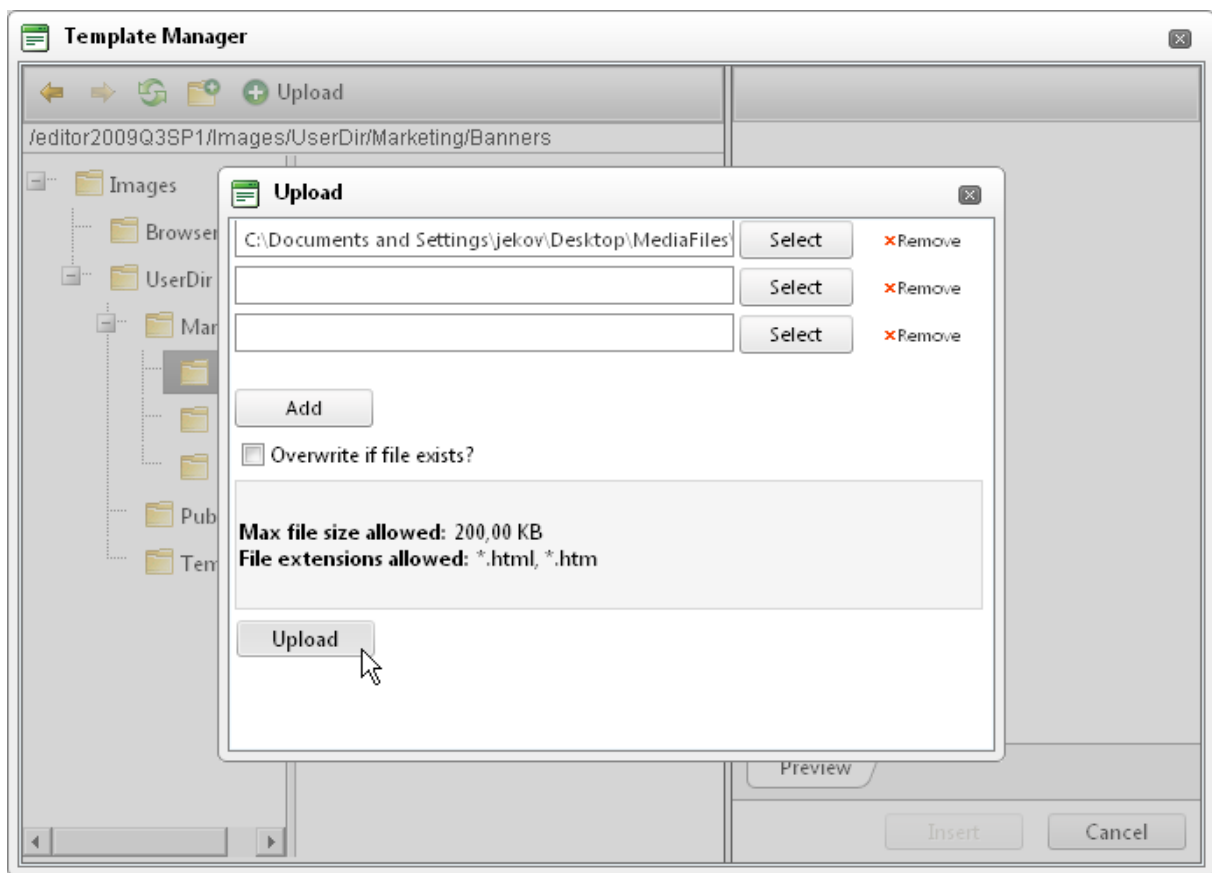 Template Manager
Upload
/editor2009Q3SP1/Images/UserDir/Marketing/Banners
Images
Browser
UserDir
Mar
Pub
Tem
Upload
C:\Documents and Settings\jekov\Desktop\MediaFiles\ Select Remove
Select Remove
Select Remove
Add
Overwrite if file exists?
Max file size allowed: 200,00 KB
File extensions allowed: *.html, *.htm
Upload
Preview
Insert Cancel